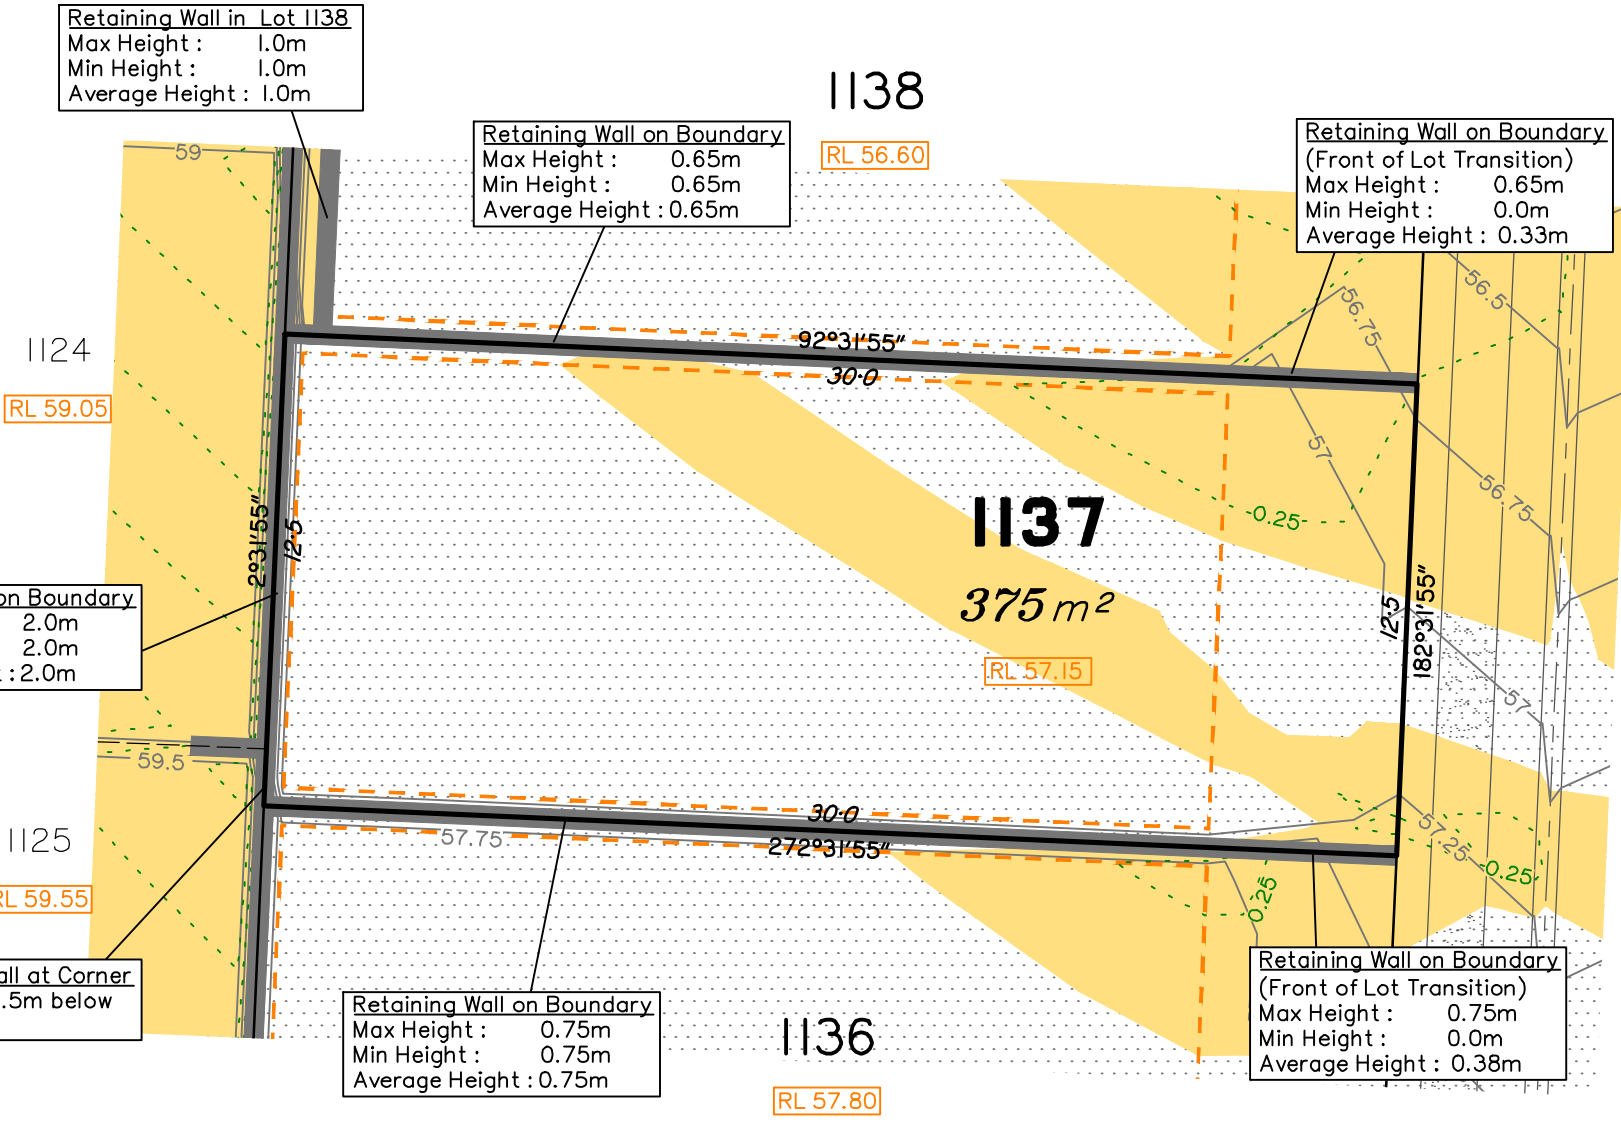 Retaining Wall in Lot 1138
Max Height : 1.0m
Min Height : 1.0m
Average Height : 1.0m
1138
RL 56.60
Retaining Wall on Boundary
Max Height : 0.65m
Min Height : 0.65m
Average Height : 0.65m
Retaining Wall on Boundary
(Front of Lot Transition)
Max Height : 0.65m
Min Height : 0.0m
Average Height : 0.33m
59
56.5
56.75
92°31'55"
30·0
1124
RL 59.05
57
56.75
2°31'55"
12·5
1137
375 m²
RL 57.15
-0.25
12·5
182°31'55"
57
on Boundary
2.0m
2.0m
: 2.0m
59.5
1125
RL 59.55
57.75
30·0
272°31'55"
57.25
-0.25
0.25
all at Corner
.5m below
Retaining Wall on Boundary
Max Height : 0.75m
Min Height : 0.75m
Average Height : 0.75m
1136
RL 57.80
Retaining Wall on Boundary
(Front of Lot Transition)
Max Height : 0.75m
Min Height : 0.0m
Average Height : 0.38m